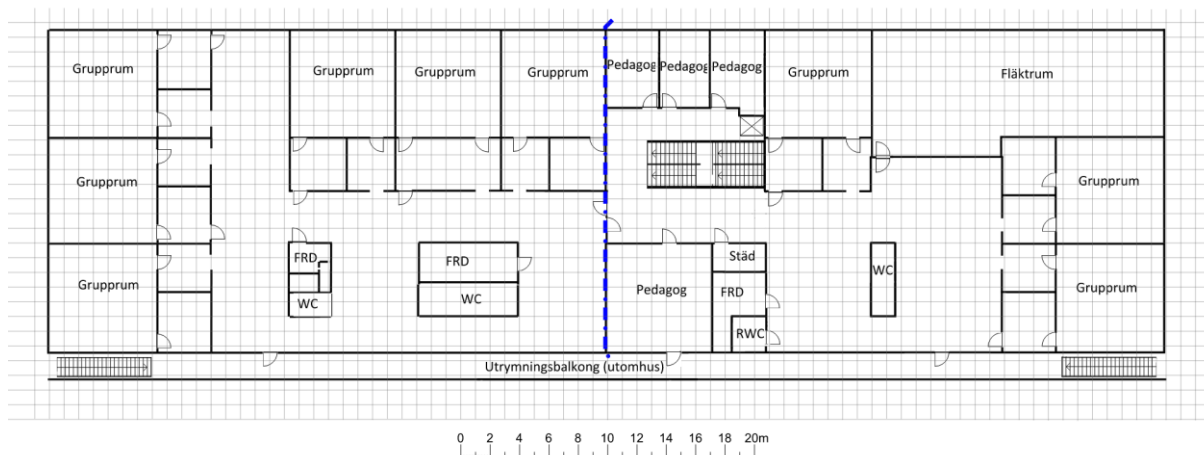 Grupprum
Grupprum
Grupprum
Grupprum
Pedagog
Pedagog
Pedagog
Grupprum
Fläktrum
Grupprum
Grupprum
FRD
FRD
Städ
WC
Grupprum
WC
WC
Pedagog
FRD
RWC
Grupprum
Utrymningsbalkong (utomhus)
0 2 4 6 8 10 12 14 16 18 20m